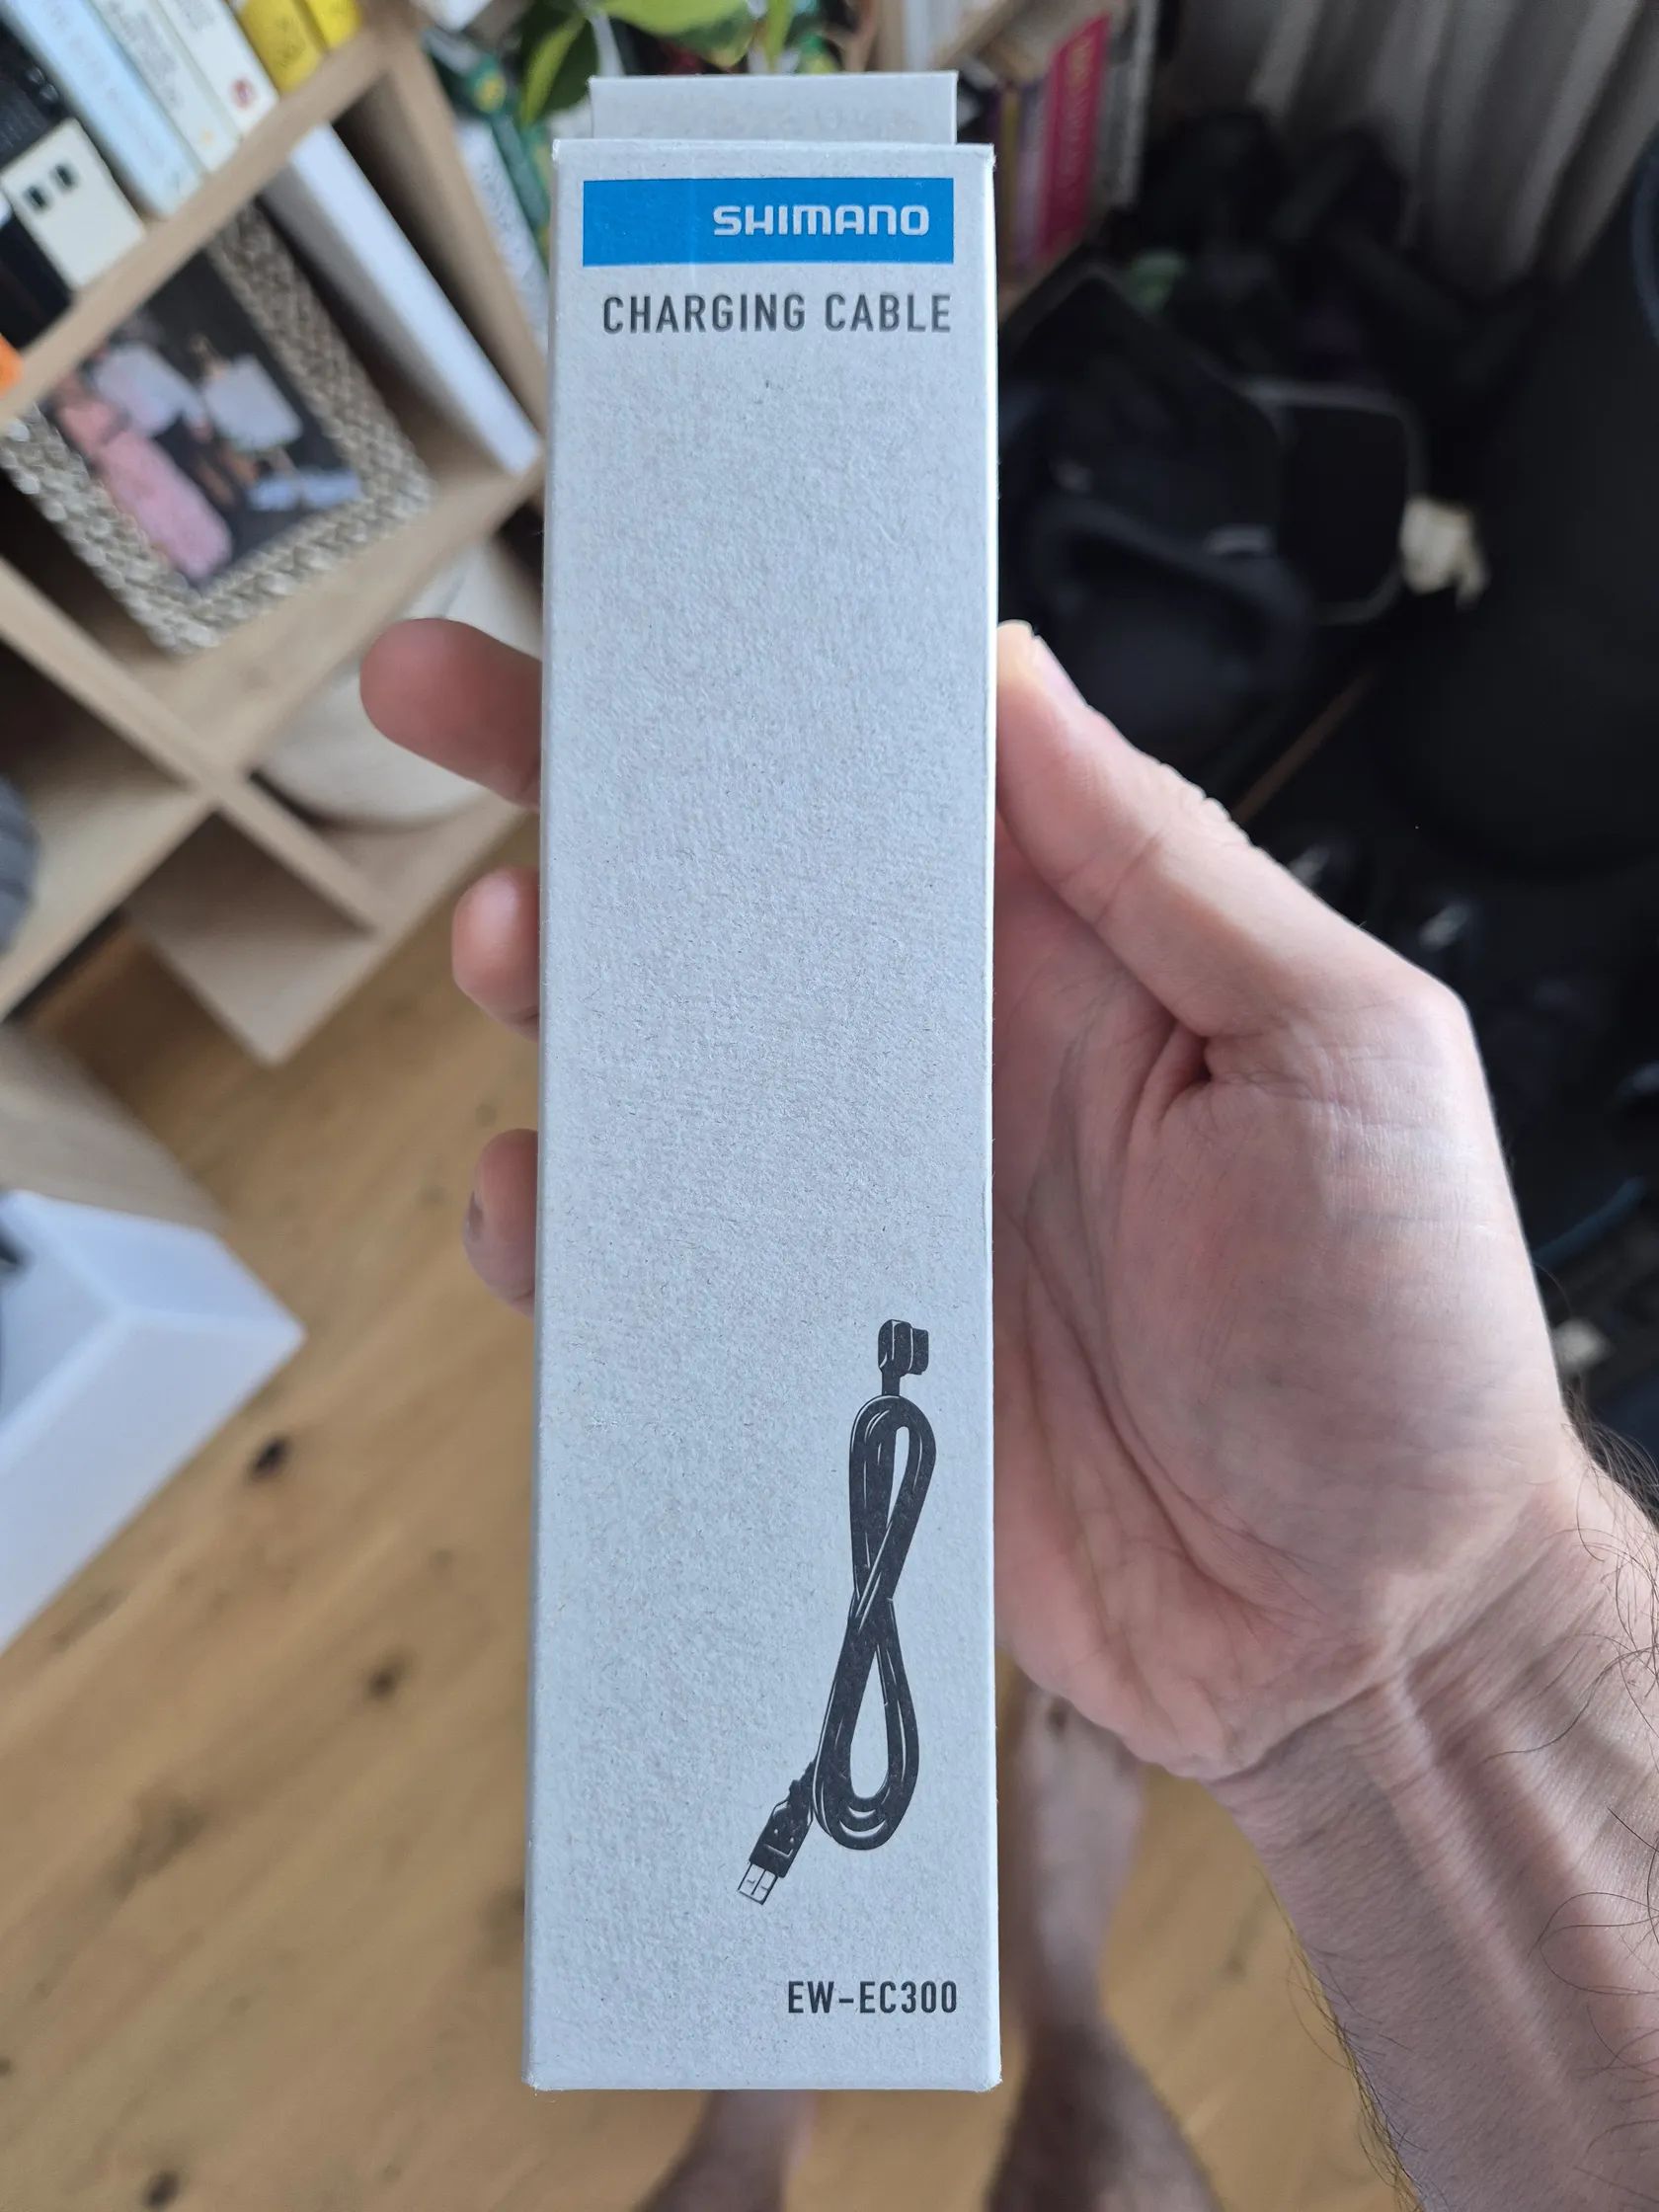 SHIMANO
CHARGING CABLE
EW-EC300